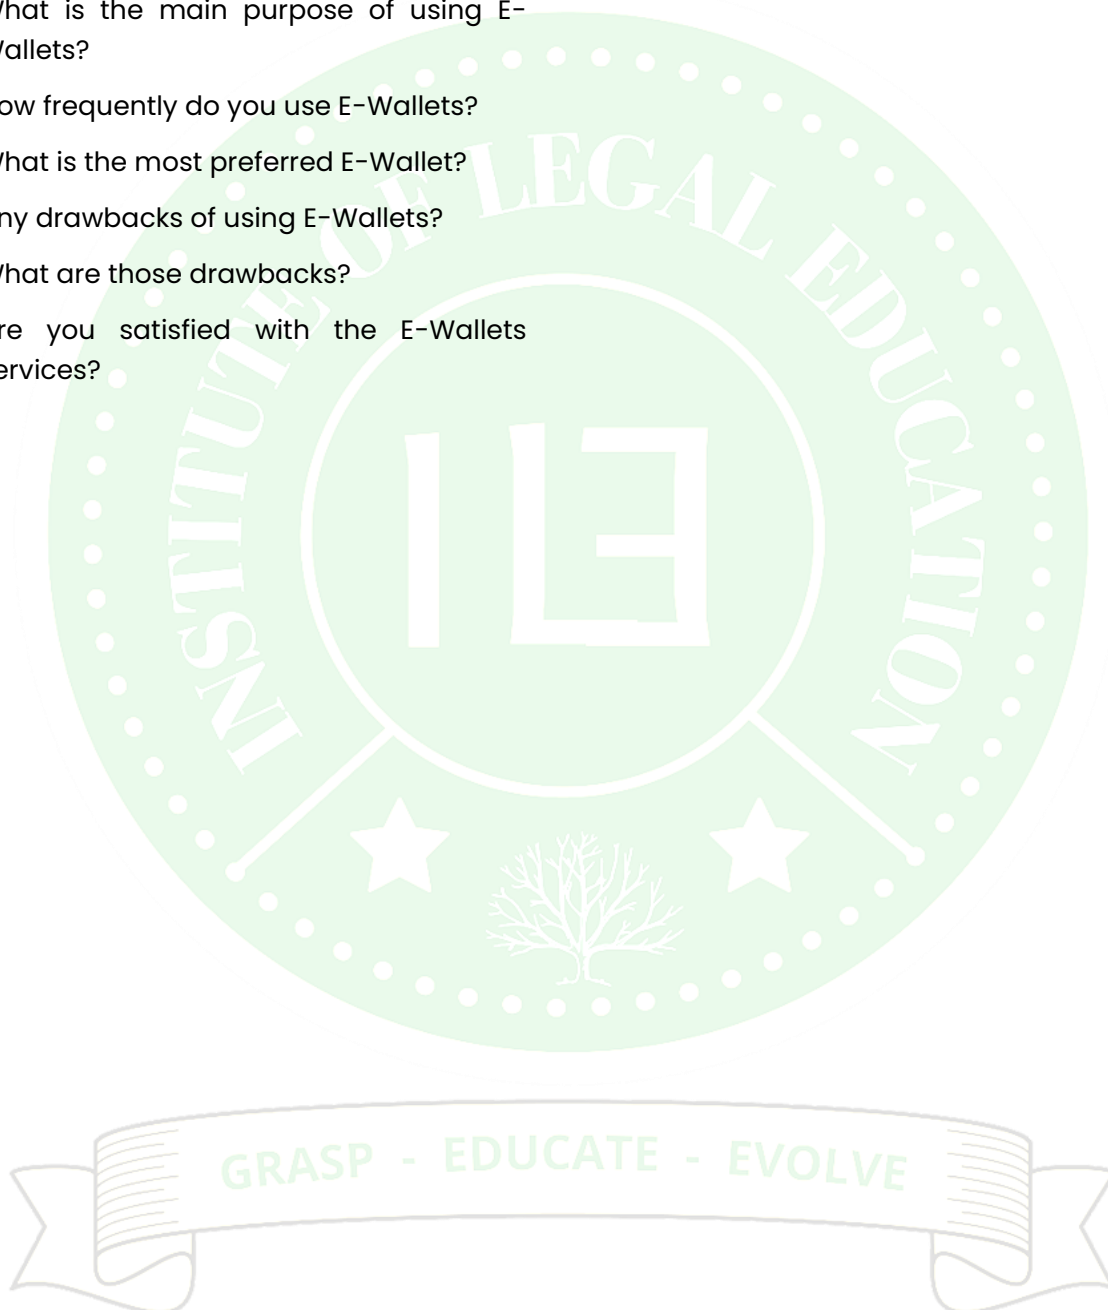 hat is the main purpose of using E-
allets?
ow frequently do you use E-Wallets?
hat is the most preferred E-Wallet?
ny drawbacks of using E-Wallets?
hat are those drawbacks?
re you satisfied with the E-Wallets
ervices?
INSTITUTE OF LEGAL EDUCATION
ILE
GRASP - EDUCATE - EVOLVE